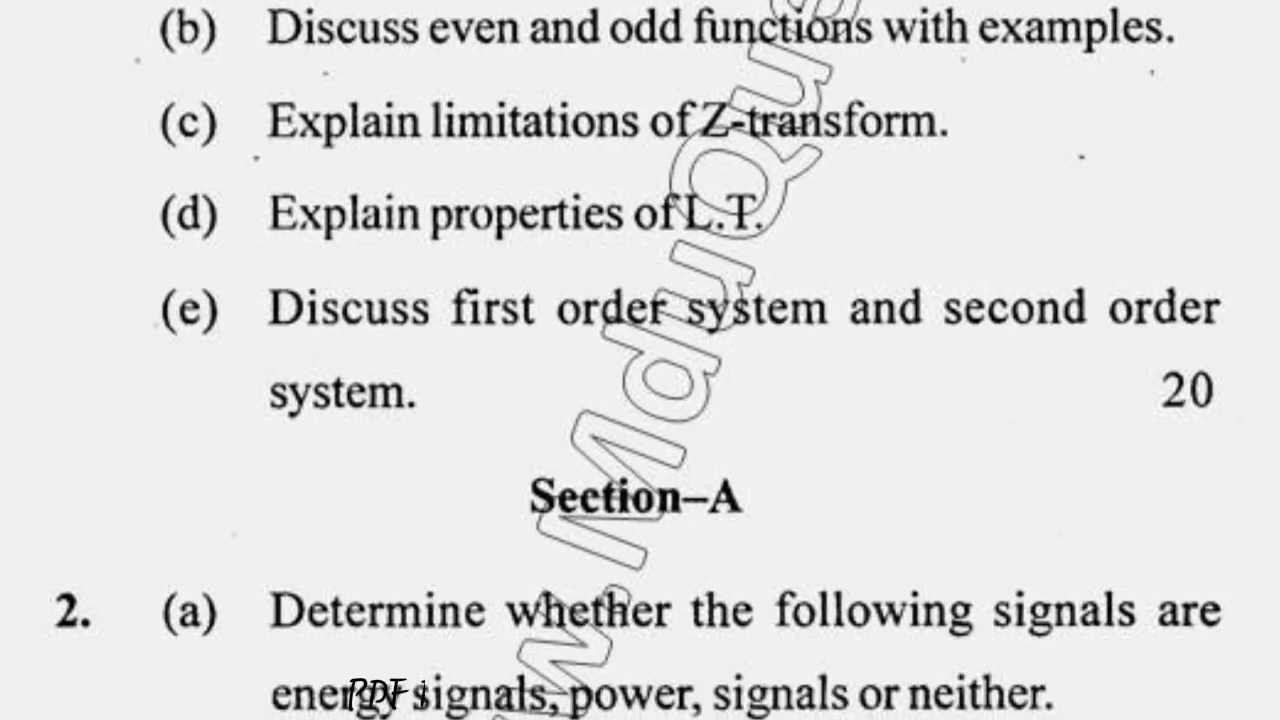 (b) Discuss even and odd functions with examples.
(c) Explain limitations of Z-transform.
(d) Explain properties of L.T.
(e) Discuss first order system and second order
system. 20
Section–A
2. (a) Determine whether the following signals are
energy signals, power, signals or neither.
PDF